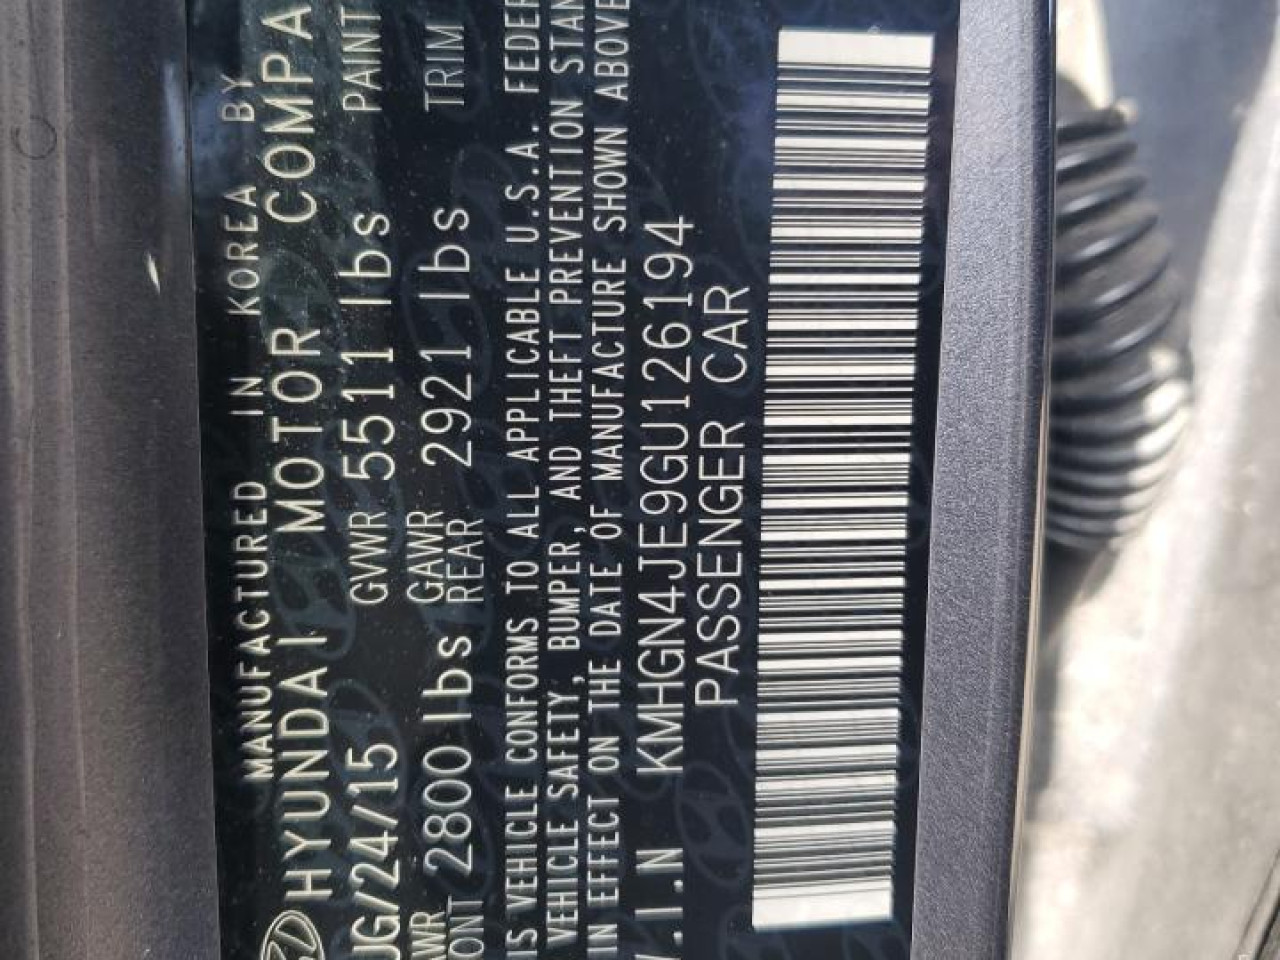 MANUFACTURED IN KOREA BY
HYUNDAI MOTOR COMPA
UG/24/15 GVWR 5511 lbs PAINT
AWR GAWR
ONT 2800 lbs REAR 2921 lbs TRIM
IS VEHICLE CONFORMS TO ALL APPLICABLE U.S.A. FEDER
VEHICLE SAFETY, BUMPER, AND THEFT PREVENTION STAN
IN EFFECT ON THE DATE OF MANUFACTURE SHOWN ABOVE
V.I.N KMHGN4JE9GU126194
PASSENGER CAR